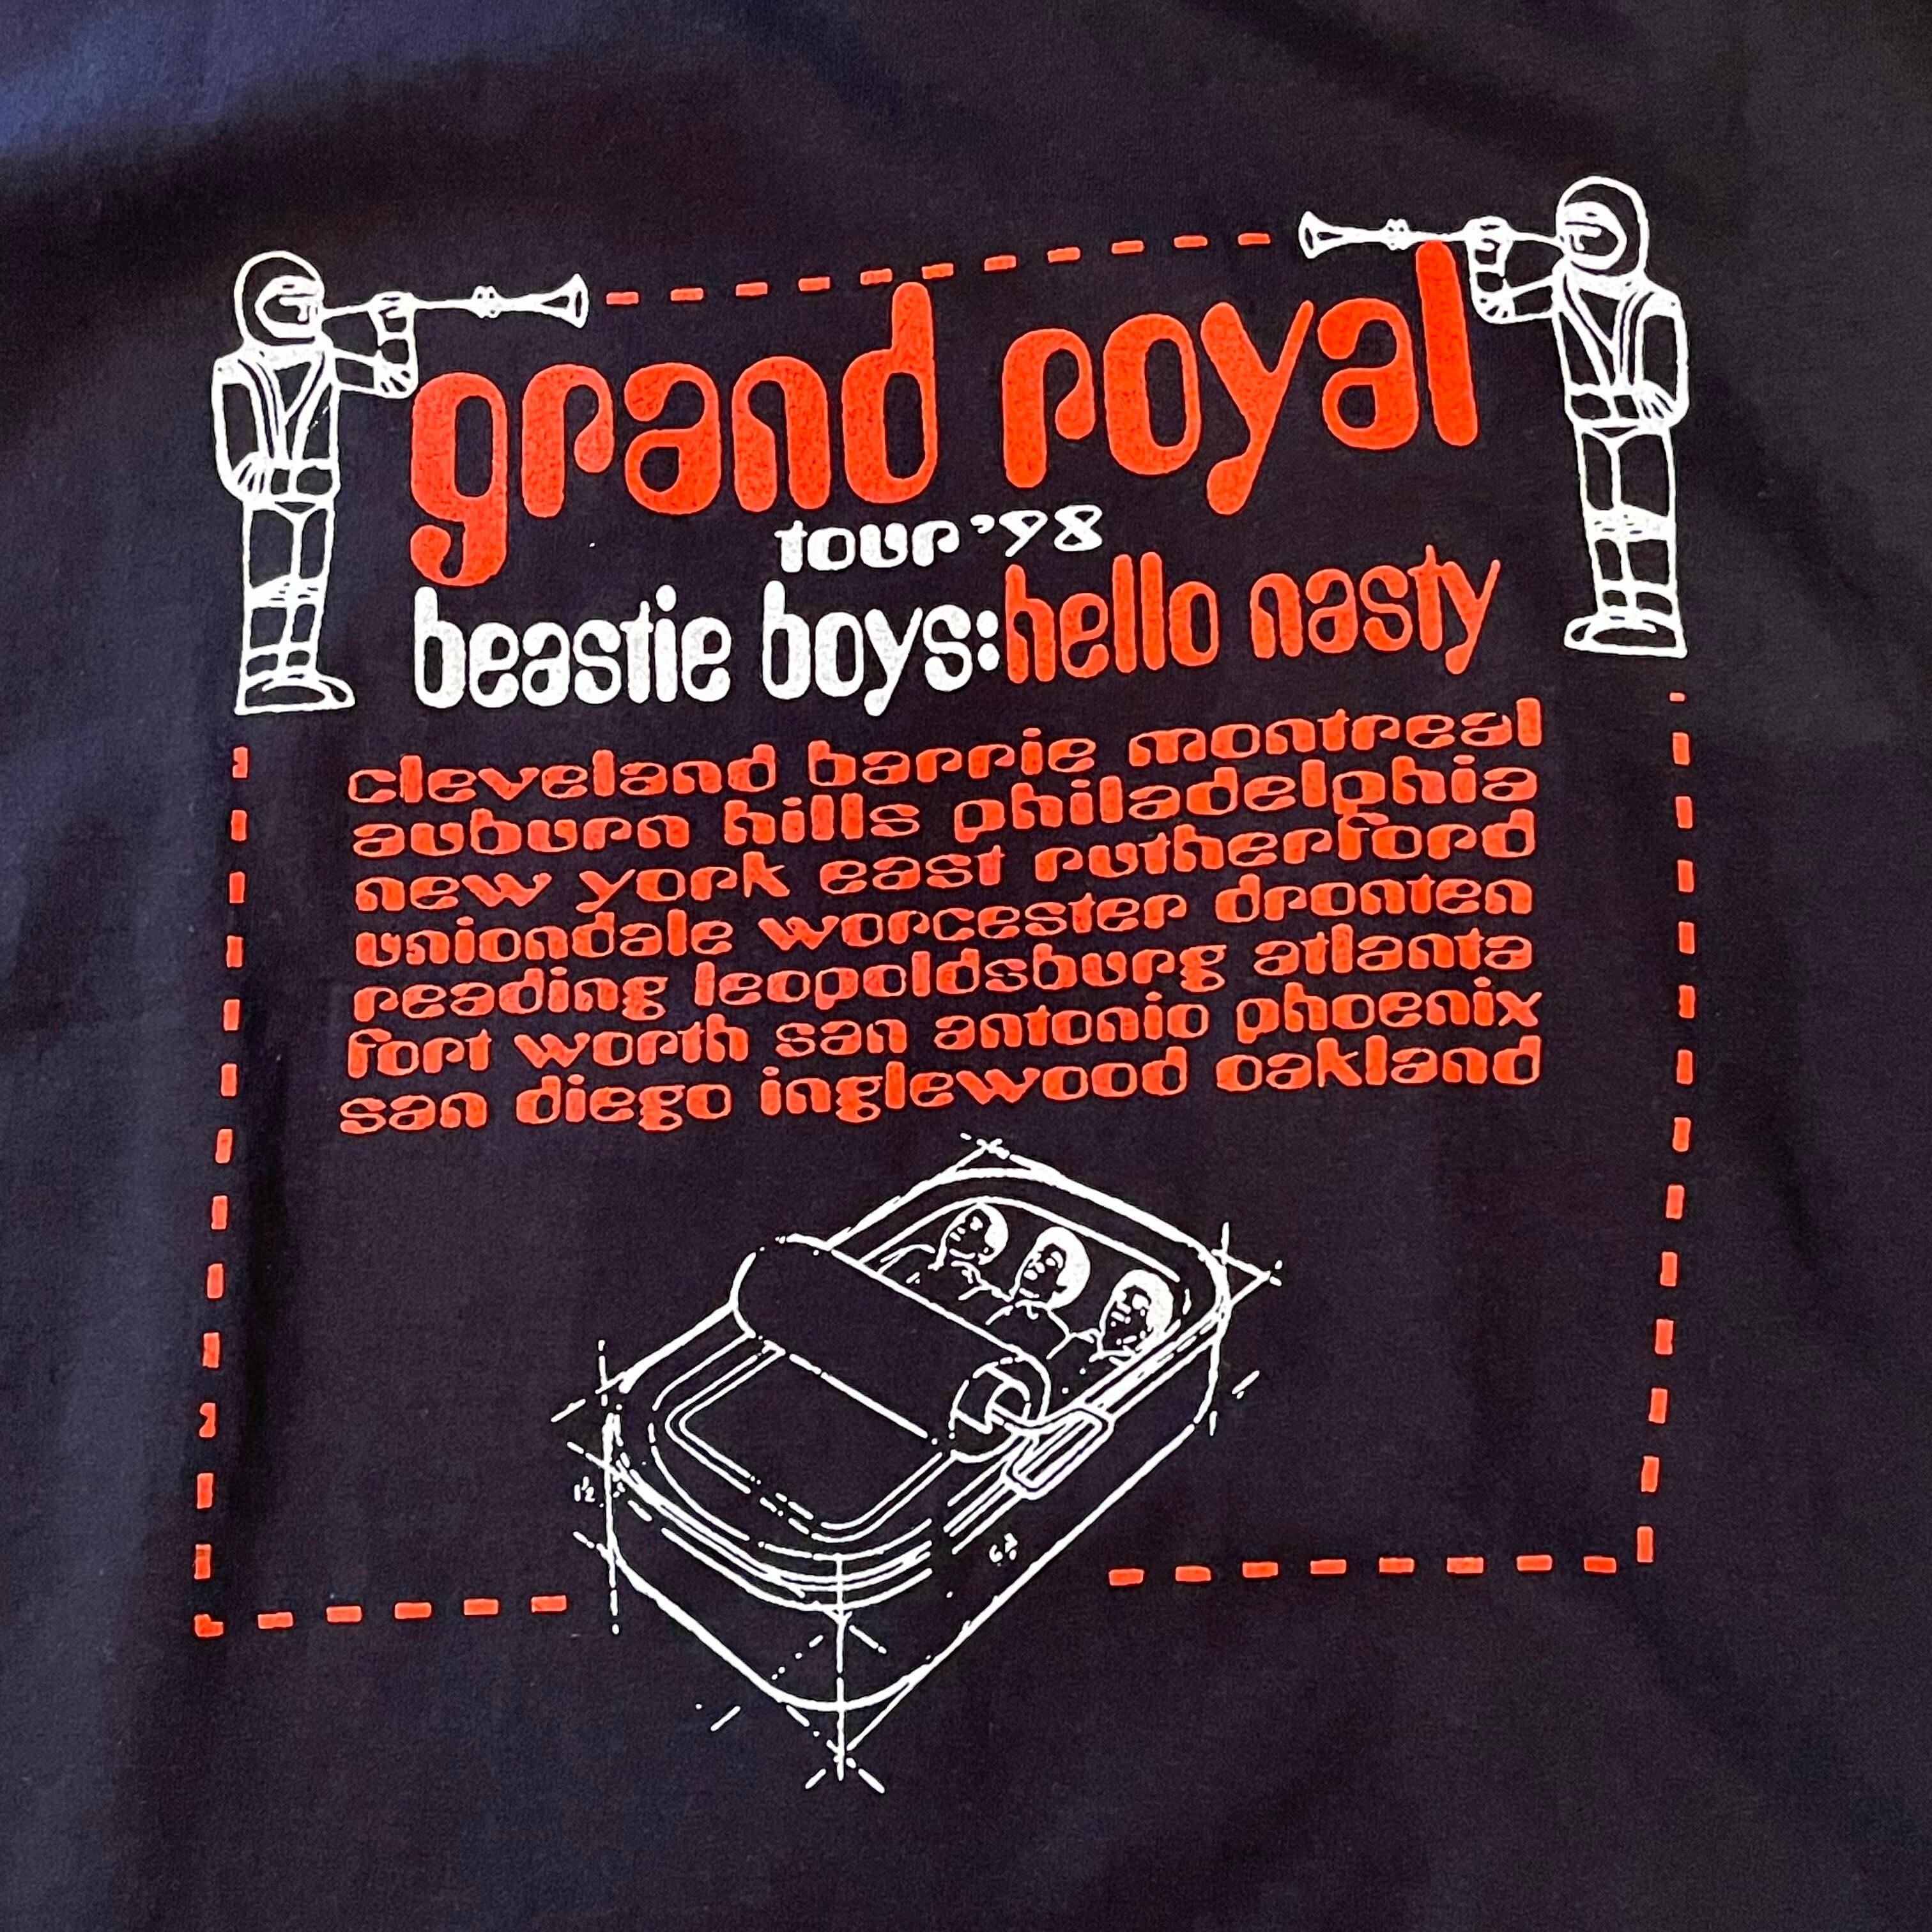 grand royal
tour '98
beastie boys:hello nasty
cleveland barrie montreal
auburn hills philadelphia
new york east rutherford
uniondale worcester dronten
reading leopoldsburg atlanta
fort worth san antonio phoenix
san diego inglewood oakland